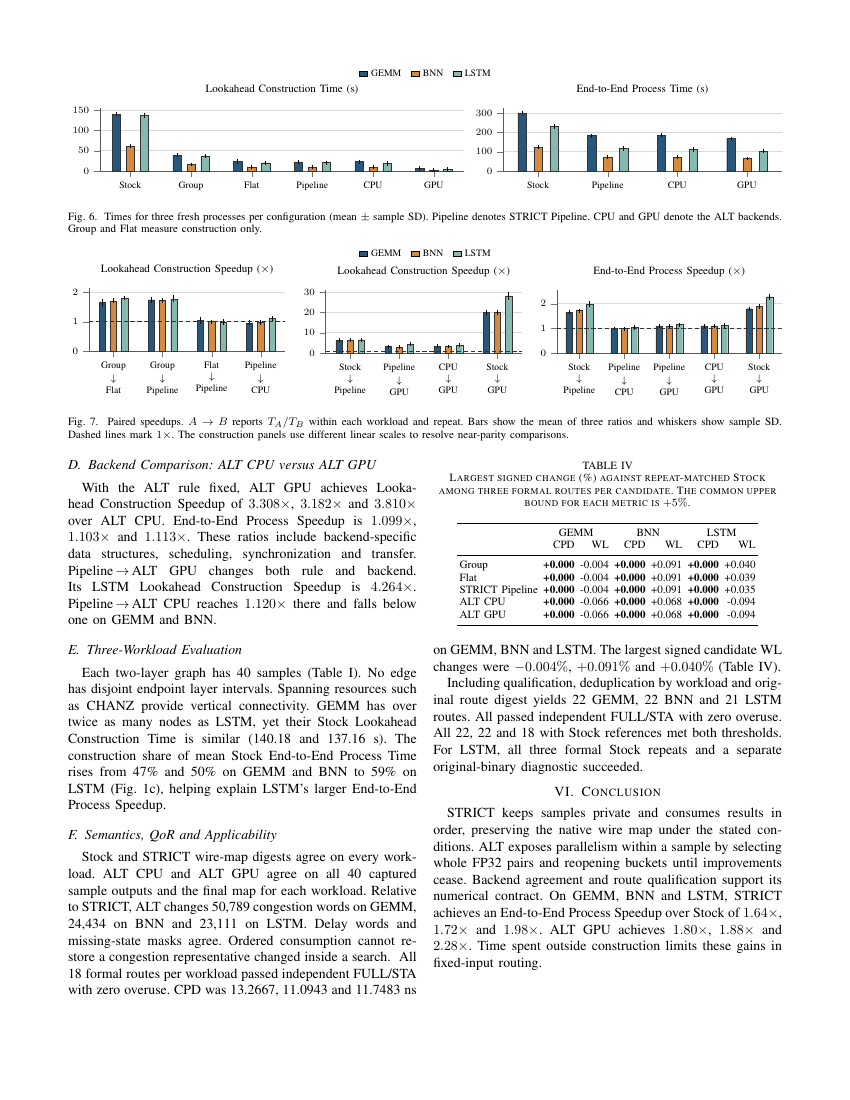 GEMM BNN LSTM
Lookahead Construction Time (s)
150
100
50
0
Stock Group Flat Pipeline CPU GPU
End-to-End Process Time (s)
300
200
100
0
Stock Pipeline CPU GPU
Fig. 6. Times for three fresh processes per configuration (mean ± sample SD). Pipeline denotes STRICT Pipeline. CPU and GPU denote the ALT backends.
Group and Flat measure construction only.
GEMM BNN LSTM
Lookahead Construction Speedup (×)
2
1
0
Group Group Flat Pipeline
↓ ↓ ↓ ↓
Flat Pipeline Pipeline CPU
Lookahead Construction Speedup (×)
30
20
10
0
Stock Pipeline CPU Stock
↓ ↓ ↓ ↓
Pipeline GPU GPU GPU
End-to-End Process Speedup (×)
2
1
0
Stock Pipeline Pipeline CPU Stock
↓ ↓ ↓ ↓ ↓
Pipeline CPU GPU GPU GPU
Fig. 7. Paired speedups. A → B reports T_A/T_B within each workload and repeat. Bars show the mean of three ratios and whiskers show sample SD.
Dashed lines mark 1×. The construction panels use different linear scales to resolve near-parity comparisons.
D. Backend Comparison: ALT CPU versus ALT GPU
With the ALT rule fixed, ALT GPU achieves Looka-
head Construction Speedup of 3.308×, 3.182× and 3.810×
over ALT CPU. End-to-End Process Speedup is 1.099×,
1.103× and 1.113×. These ratios include backend-specific
data structures, scheduling, synchronization and transfer.
Pipeline→ALT GPU changes both rule and backend.
Its LSTM Lookahead Construction Speedup is 4.264×.
Pipeline→ALT CPU reaches 1.120× there and falls below
one on GEMM and BNN.
E. Three-Workload Evaluation
Each two-layer graph has 40 samples (Table I). No edge
has disjoint endpoint layer intervals. Spanning resources such
as CHANZ provide vertical connectivity. GEMM has over
twice as many nodes as LSTM, yet their Stock Lookahead
Construction Time is similar (140.18 and 137.16 s). The
construction share of mean Stock End-to-End Process Time
rises from 47% and 50% on GEMM and BNN to 59% on
LSTM (Fig. 1c), helping explain LSTM's larger End-to-End
Process Speedup.
F. Semantics, QoR and Applicability
Stock and STRICT wire-map digests agree on every work-
load. ALT CPU and ALT GPU agree on all 40 captured
sample outputs and the final map for each workload. Relative
to STRICT, ALT changes 50,789 congestion words on GEMM,
24,434 on BNN and 23,111 on LSTM. Delay words and
missing-state masks agree. Ordered consumption cannot re-
store a congestion representative changed inside a search. All
18 formal routes per workload passed independent FULL/STA
with zero overuse. CPD was 13.2667, 11.0943 and 11.7483 ns
TABLE IV
LARGEST SIGNED CHANGE (%) AGAINST REPEAT-MATCHED STOCK
AMONG THREE FORMAL ROUTES PER CANDIDATE. THE COMMON UPPER
BOUND FOR EACH METRIC IS +5%.
GEMM BNN LSTM
CPD WL CPD WL CPD WL
Group +0.000 -0.004 +0.000 +0.091 +0.000 +0.040
Flat +0.000 -0.004 +0.000 +0.091 +0.000 +0.039
STRICT Pipeline +0.000 -0.004 +0.000 +0.091 +0.000 +0.035
ALT CPU +0.000 -0.066 +0.000 +0.068 +0.000 -0.094
ALT GPU +0.000 -0.066 +0.000 +0.068 +0.000 -0.094
on GEMM, BNN and LSTM. The largest signed candidate WL
changes were −0.004%, +0.091% and +0.040% (Table IV).
Including qualification, deduplication by workload and orig-
inal route digest yields 22 GEMM, 22 BNN and 21 LSTM
routes. All passed independent FULL/STA with zero overuse.
All 22, 22 and 18 with Stock references met both thresholds.
For LSTM, all three formal Stock repeats and a separate
original-binary diagnostic succeeded.
VI. CONCLUSION
STRICT keeps samples private and consumes results in
order, preserving the native wire map under the stated con-
ditions. ALT exposes parallelism within a sample by selecting
whole FP32 pairs and reopening buckets until improvements
cease. Backend agreement and route qualification support its
numerical contract. On GEMM, BNN and LSTM, STRICT
achieves an End-to-End Process Speedup over Stock of 1.64×,
1.72× and 1.98×. ALT GPU achieves 1.80×, 1.88× and
2.28×. Time spent outside construction limits these gains in
fixed-input routing.